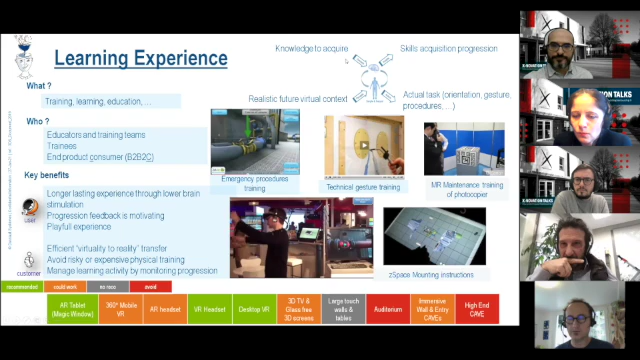 Learning Experience
Knowledge to acquire
Skills acquisition progression
Realistic future virtual context
Actual task (orientation, gesture,
procedures.....)
What ?
Training, learning, education,....
Who ?
Educators and training teams
Trainees
End product consumer (B2B2C)
Key benefits
Longer lasting experience through lower brain
stimulation
Progression feedback is motivating
Playful experience
user
Efficient "virtuality to reality" transfer
Avoid risky or expensive physical training
Manage learning activity by monitoring progression
customer
Emergency procedures
training
Technical gesture training
MR Maintenance training
of photocopier
zSpace Mounting instructions
recommended
could work
no reco
avoid
AR Tablet
(Magic Window)
360° Mobile
VR
AR headset
VR Headset
Desktop VR
3D TV &
Glass free
3D screens
Large touch
walls &
tables
Auditorium
Immersive
Wall & Entry
CAVEs
High End
CAVE
X
NOVATION TALKS